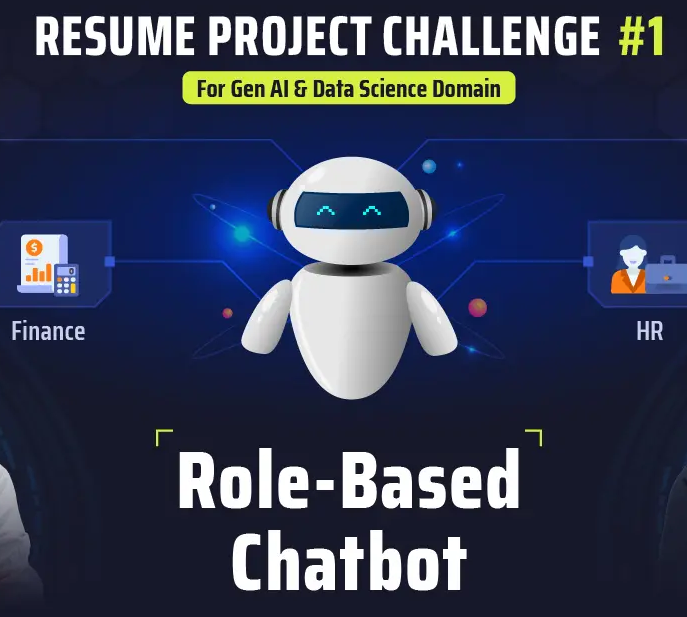 RESUME PROJECT CHALLENGE #1
For Gen AI & Data Science Domain
$
Finance
HR
Role-Based
Chatbot